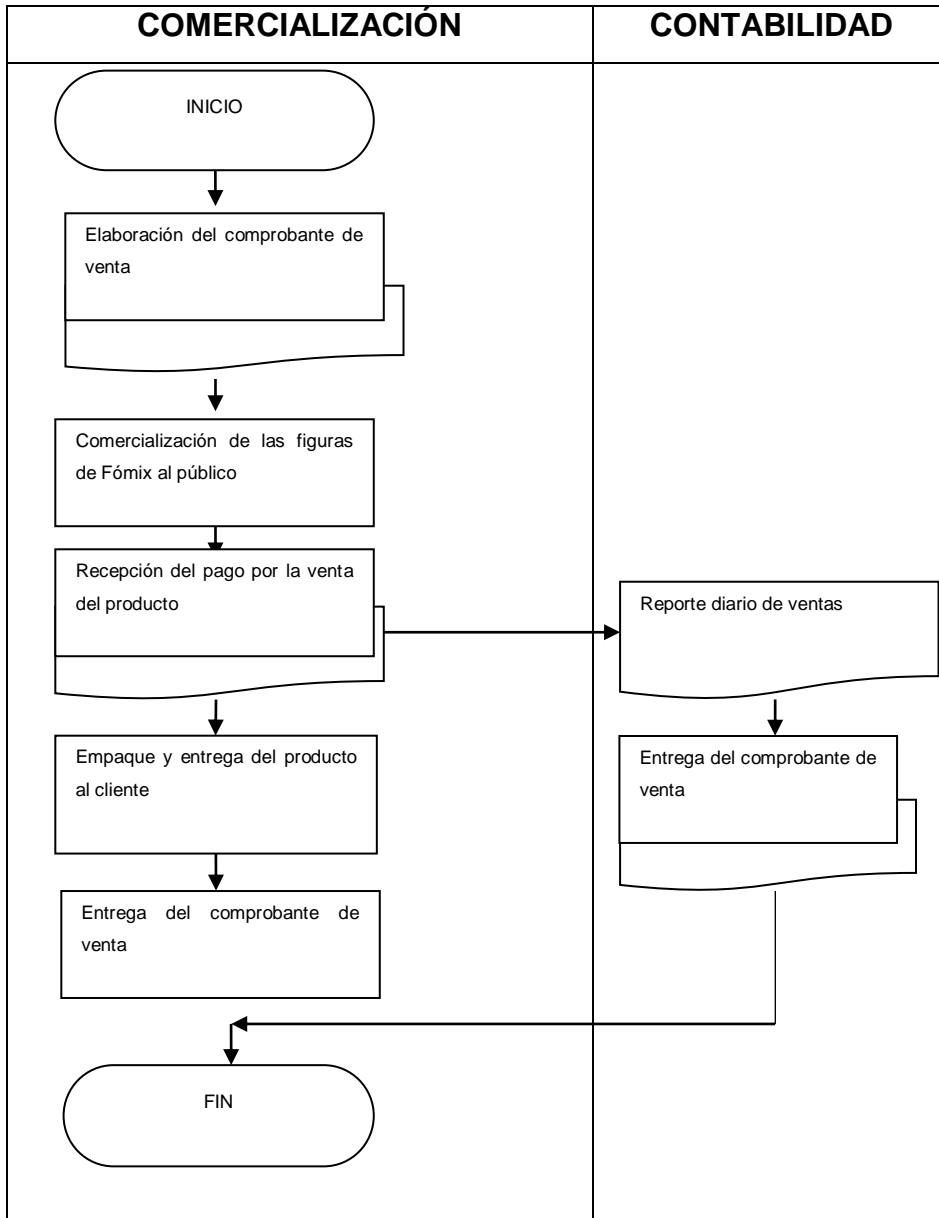 COMERCIALIZACIÓN
CONTABILIDAD
INICIO
Elaboración del comprobante de
venta
Comercialización de las figuras
de Fómix al público
Recepción del pago por la venta
del producto
Reporte diario de ventas
Empaque y entrega del producto
al cliente
Entrega del comprobante de
venta
Entrega del comprobante de
venta
FIN